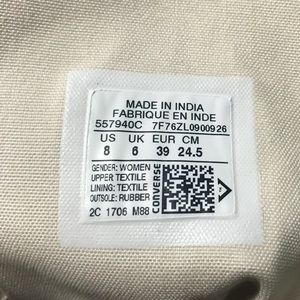 MADE IN INDIA
FABRIQUE EN INDE
557940C 7F76ZL0900926
US UK EUR CM
8 6 39 24.5
GENDER: WOMEN
UPPER: TEXTILE
LINING: TEXTILE
OUTSOLE: RUBBER
2C 1706 M88
CONVERSE